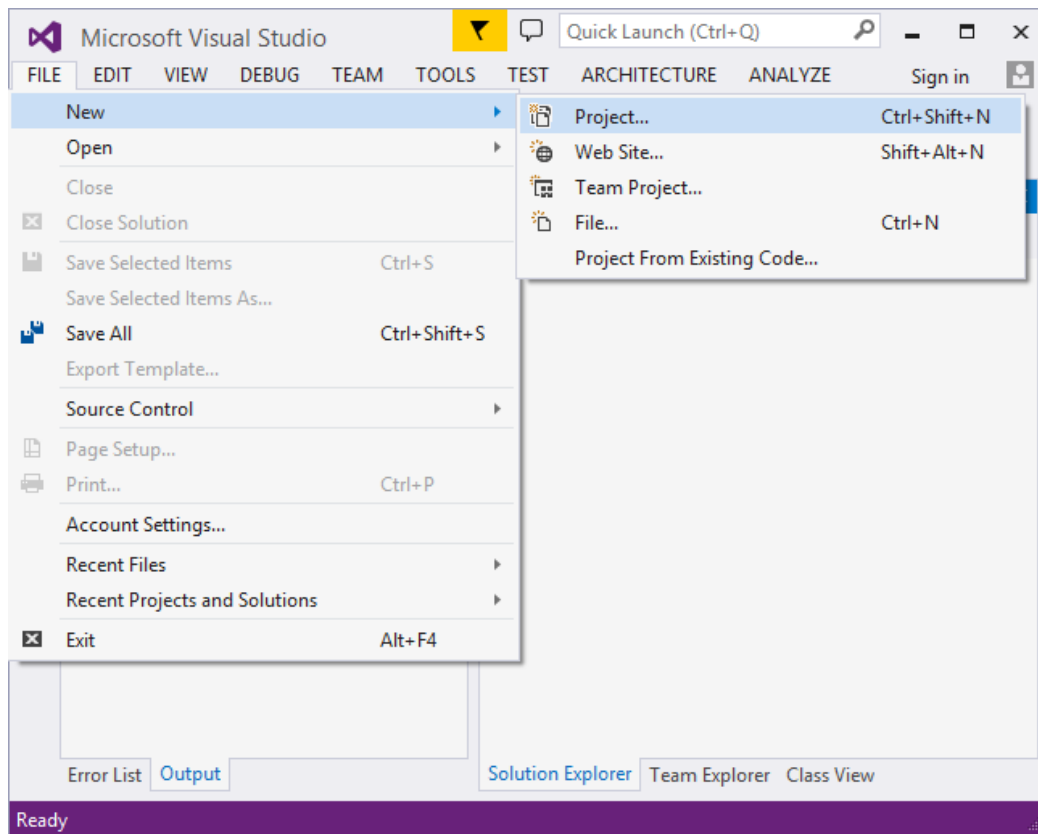 Microsoft Visual Studio
Quick Launch (Ctrl+Q)
FILE EDIT VIEW DEBUG TEAM TOOLS TEST ARCHITECTURE ANALYZE Sign in
New
Open
Close
Close Solution
Save Selected Items Ctrl+S
Save Selected Items As...
Save All Ctrl+Shift+S
Export Template...
Source Control
Page Setup...
Print... Ctrl+P
Account Settings...
Recent Files
Recent Projects and Solutions
Exit Alt+F4
Project... Ctrl+Shift+N
Web Site... Shift+Alt+N
Team Project...
File... Ctrl+N
Project From Existing Code...
Error List Output
Solution Explorer Team Explorer Class View
Ready